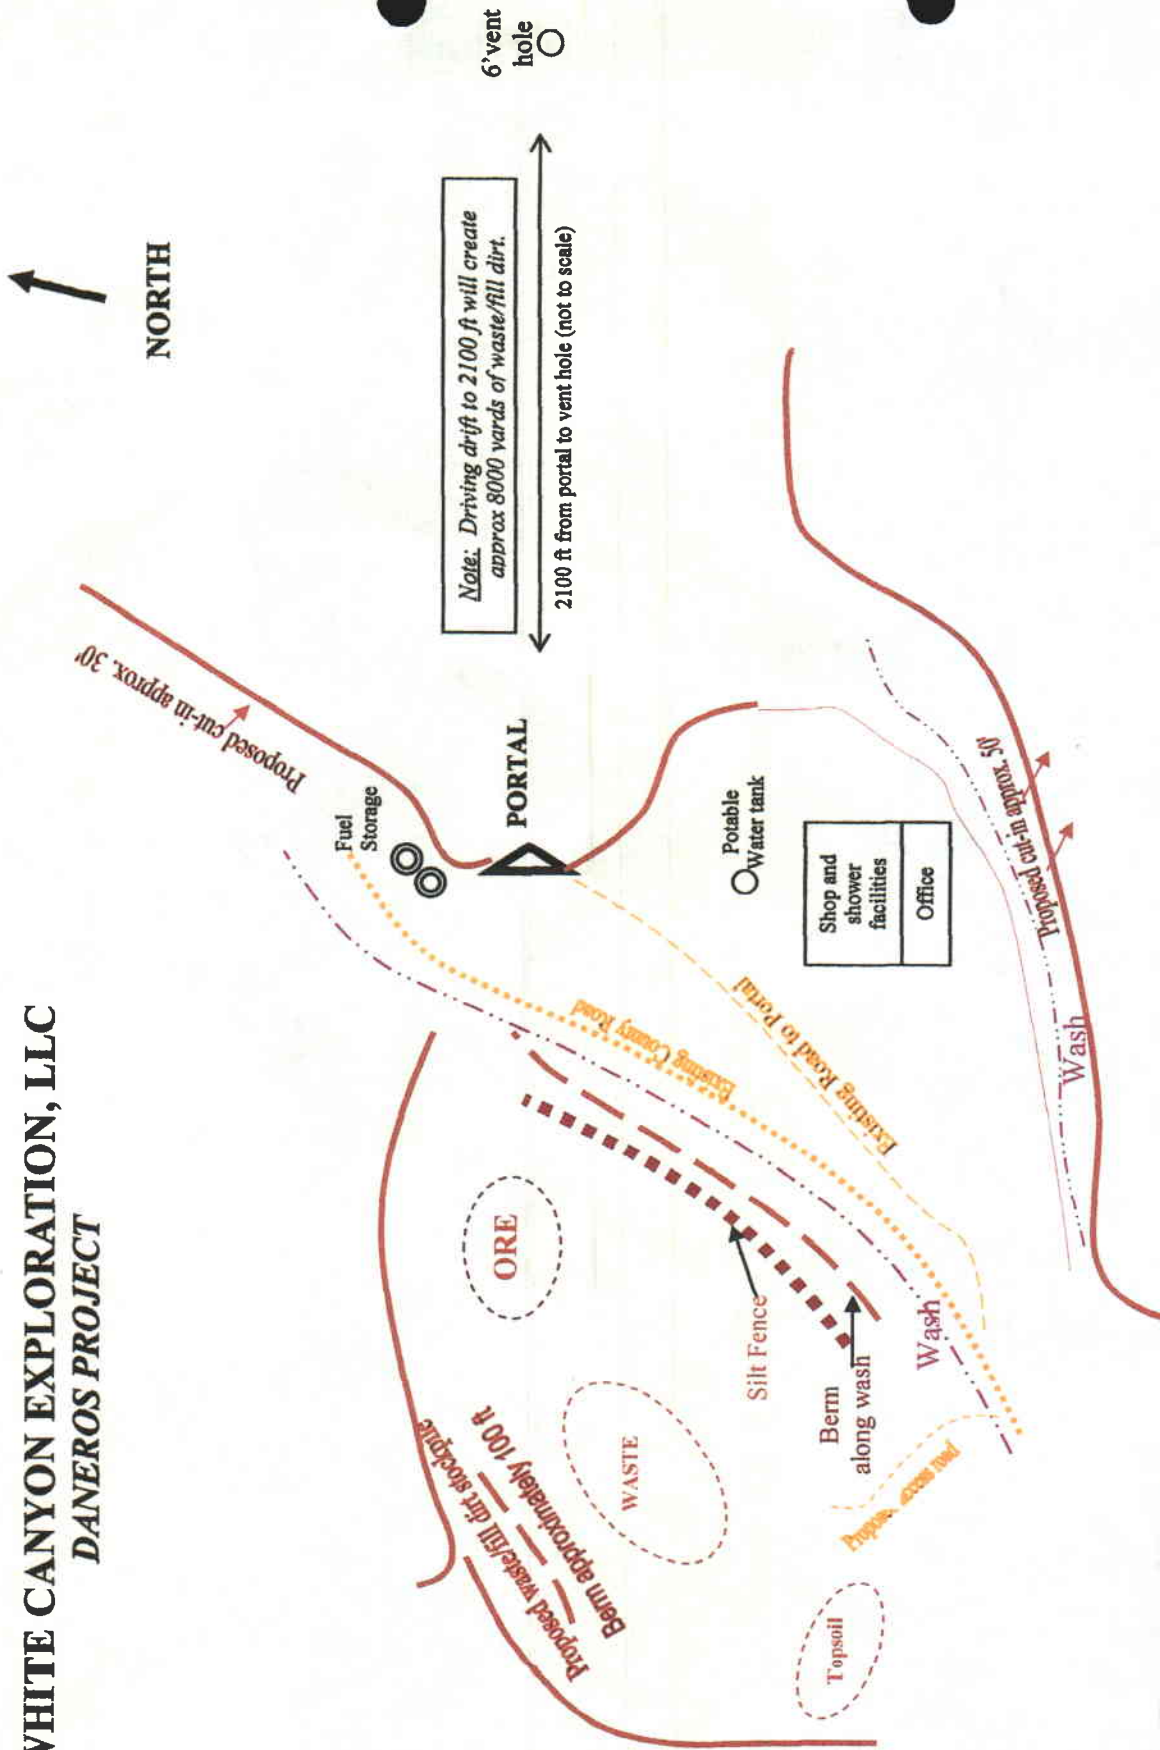 WHITE CANYON EXPLORATION, LLC
DANEROS PROJECT
NORTH
6' vent
hole
Note: Driving drift to 2100 ft will create
approx 8000 yards of waste/fill dirt.
2100 ft from portal to vent hole (not to scale)
Proposed cut-in approx. 30'
Fuel
Storage
PORTAL
Potable
Water tank
Shop and
shower
facilities
Office
Proposed cut-in approx. 50'
Wash
Existing County Road
Existing Road to Portal
ORE
Silt Fence
Berm
along wash
Wash
Proposed waste/fill dirt stockpile
Berm approximately 100 ft
WASTE
access road
Topsoil